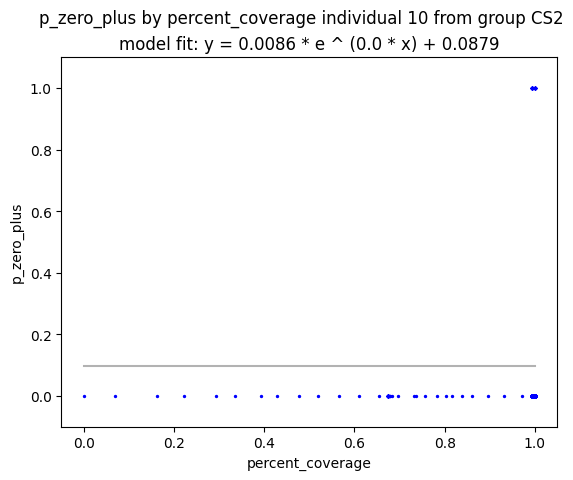 p_zero_plus by percent_coverage individual 10 from group CS2
model fit: y = 0.0086 * e ^ (0.0 * x) + 0.0879
1.0
0.8
0.6
0.4
0.2
0.0
p_zero_plus
0.0 0.2 0.4 0.6 0.8 1.0
percent_coverage